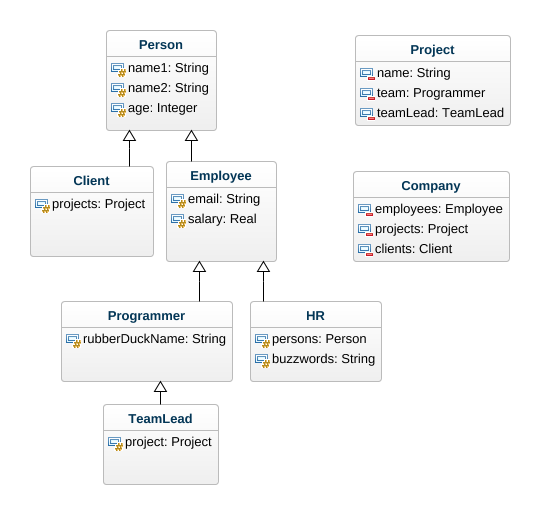 Person
name1: String
name2: String
age: Integer
Project
name: String
team: Programmer
teamLead: TeamLead
Client
projects: Project
Employee
email: String
salary: Real
Company
employees: Employee
projects: Project
clients: Client
Programmer
rubberDuckName: String
HR
persons: Person
buzzwords: String
TeamLead
project: Project